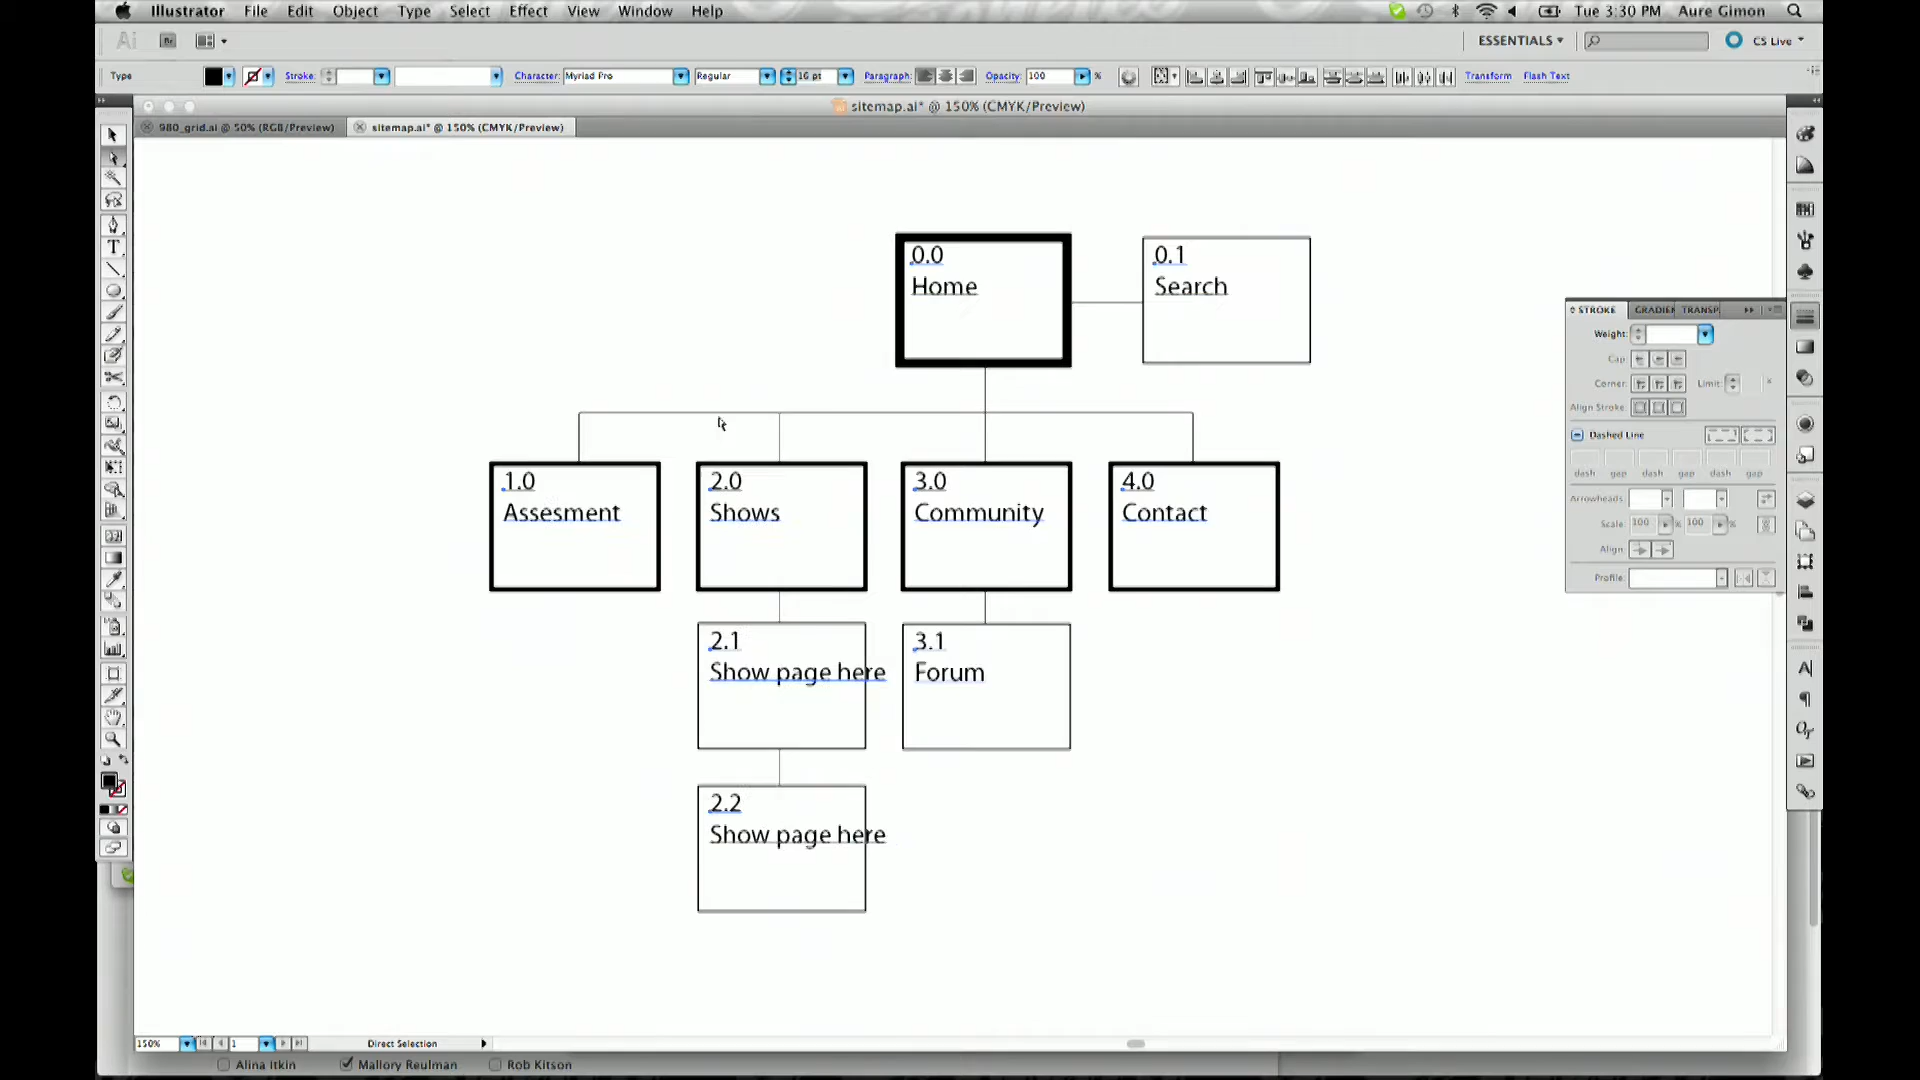 Illustrator File Edit Object Type Select Effect View Window Help Tue 3:30 PM Aure Gimon
Ai Br ESSENTIALS CS Live
Type Stroke: Character: Myriad Pro Regular 16 pt Paragraph: Opacity: 100 % Transform Flash Text
sitemap.ai* @ 150% (CMYK/Preview)
980_grid.ai @ 50% (RGB/Preview) sitemap.ai* @ 150% (CMYK/Preview)
0.0
Home
0.1
Search
1.0
Assesment
2.0
Shows
3.0
Community
4.0
Contact
2.1
Show page here
3.1
Forum
2.2
Show page here
STROKE GRADIEN TRANSP
Weight:
Cap
Corner: Limit: x
Align Stroke:
Dashed Line
dash gap dash gap dash gap
Arrowheads
Scale: 100 % 100 %
Align:
Profile:
150% 1 Direct Selection
Alina Itkin Mallory Reulman Rob Kitson